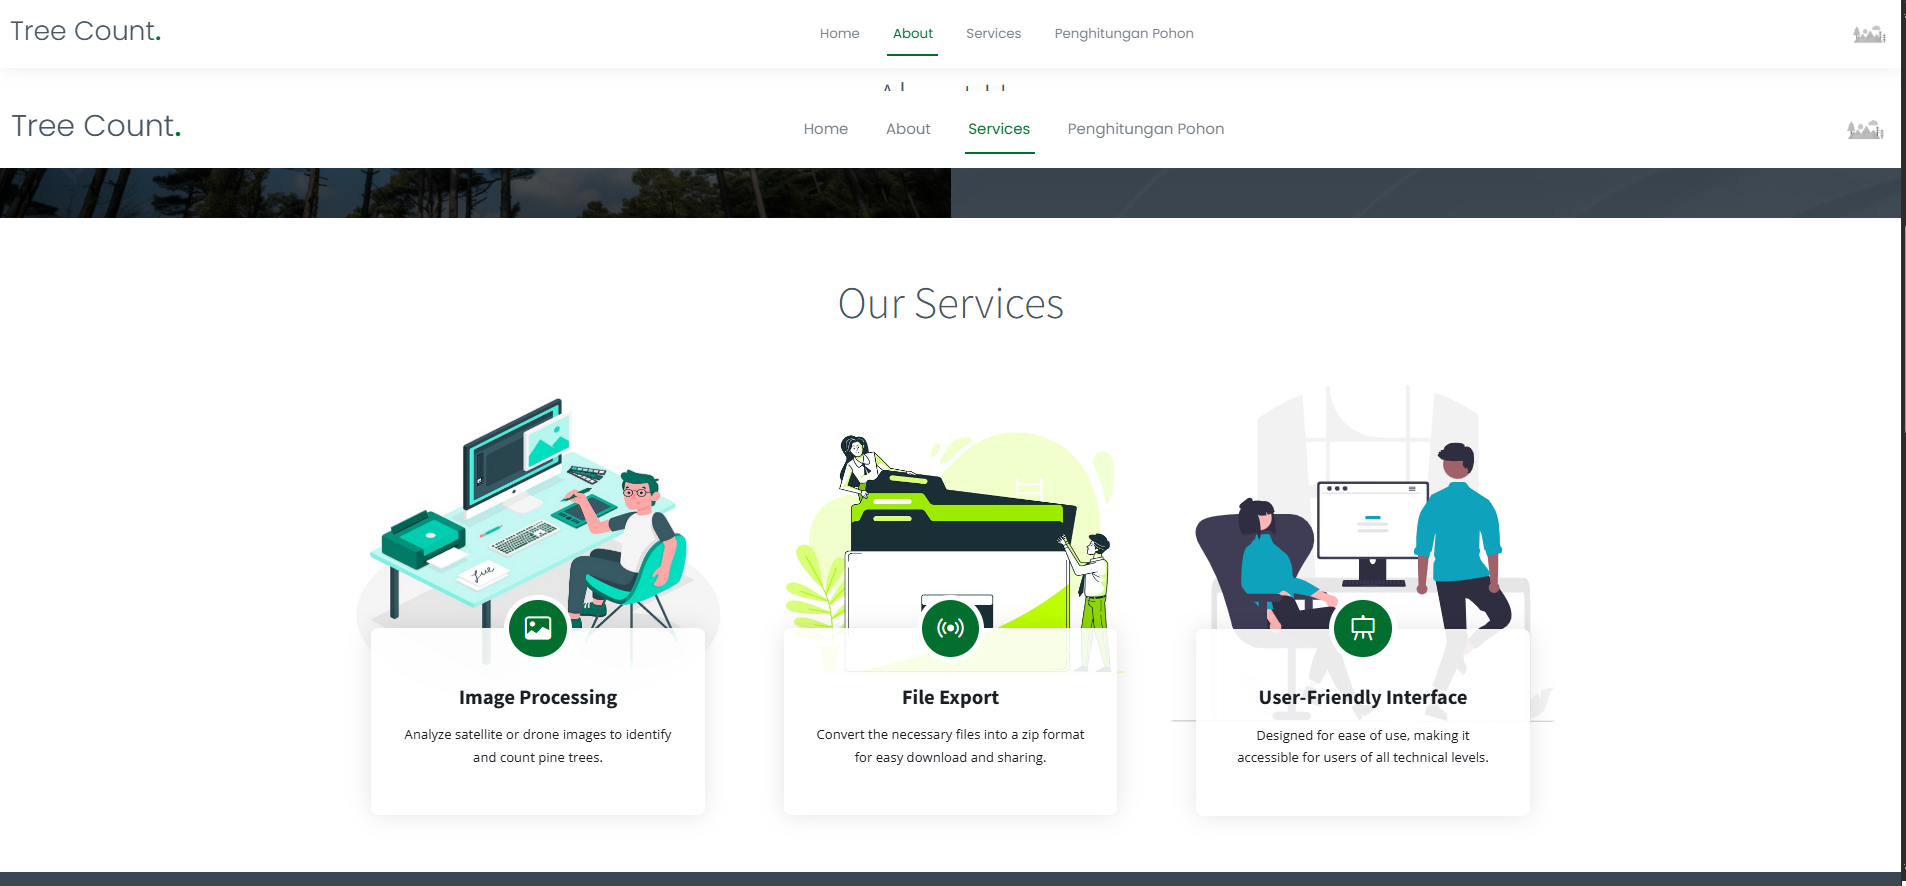 Tree Count.
Home About Services Penghitungan Pohon
Tree Count.
Home About Services Penghitungan Pohon
Our Services
Image Processing
Analyze satellite or drone images to identify
and count pine trees.
File Export
Convert the necessary files into a zip format
for easy download and sharing.
User-Friendly Interface
Designed for ease of use, making it
accessible for users of all technical levels.